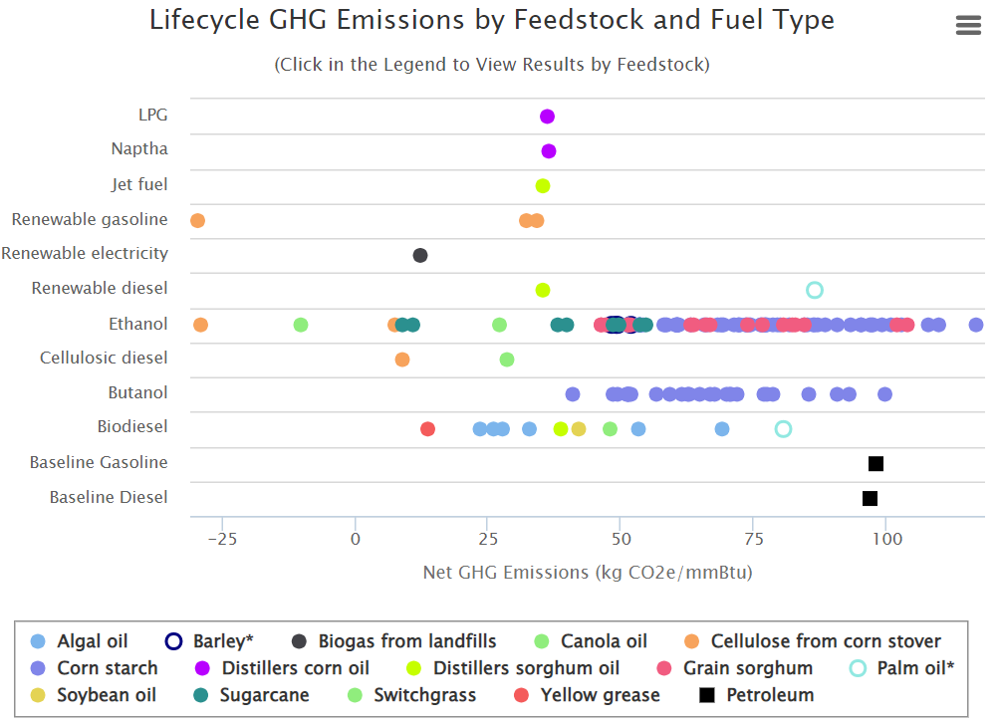 Lifecycle GHG Emissions by Feedstock and Fuel Type
(Click in the Legend to View Results by Feedstock)
LPG
Naptha
Jet fuel
Renewable gasoline
Renewable electricity
Renewable diesel
Ethanol
Cellulosic diesel
Butanol
Biodiesel
Baseline Gasoline
Baseline Diesel
−25 0 25 50 75 100
Net GHG Emissions (kg CO2e/mmBtu)
Algal oil Barley* Biogas from landfills Canola oil Cellulose from corn stover
Corn starch Distillers corn oil Distillers sorghum oil Grain sorghum Palm oil*
Soybean oil Sugarcane Switchgrass Yellow grease Petroleum